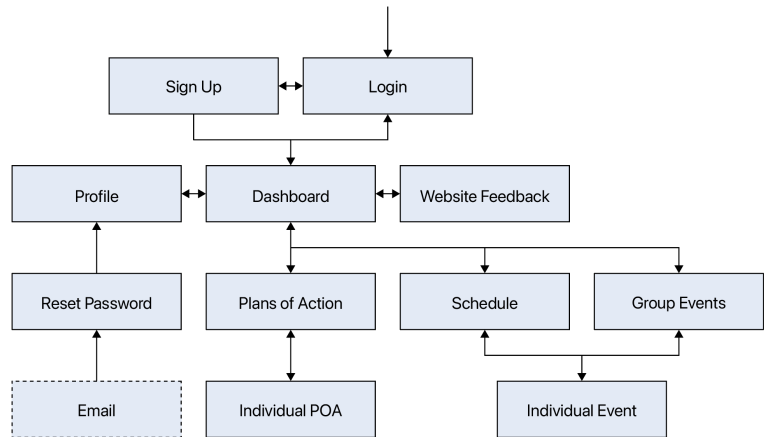 Sign Up
Login
Profile
Dashboard
Website Feedback
Reset Password
Plans of Action
Schedule
Group Events
Email
Individual POA
Individual Event